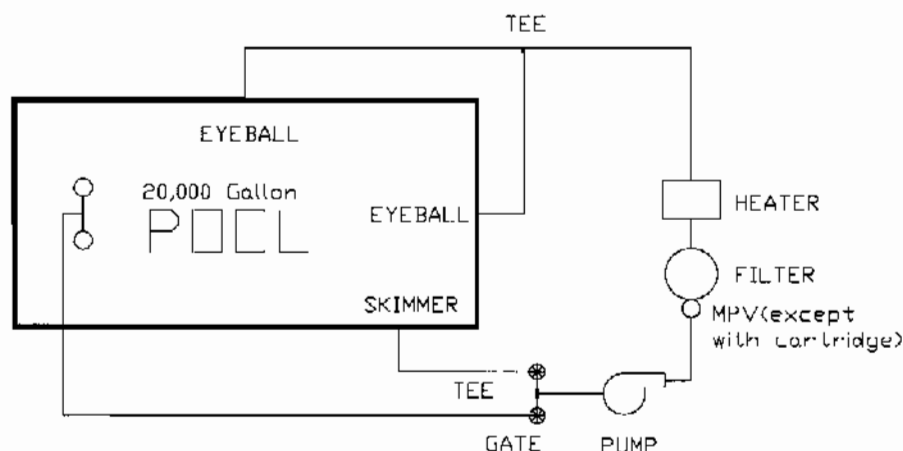 TEE
EYEBALL
20,000 Gallon
POOL
EYEBALL
HEATER
FILTER
SKIMMER
MPV(except
with cartridge)
TEE
GATE
PUMP